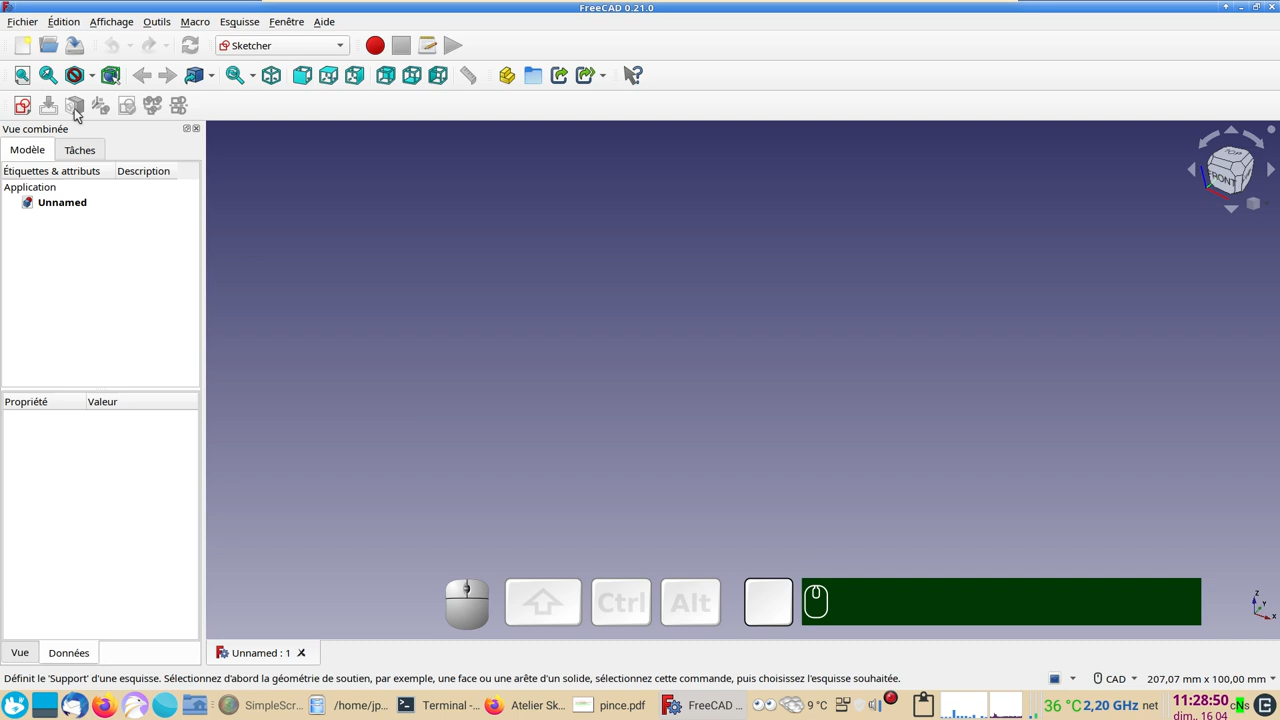 FreeCAD 0.21.0
Fichier Édition Affichage Outils Macro Esquisse Fenêtre Aide
Sketcher
Vue combinée
Modèle Tâches
Étiquettes & attributs Description
Application
Unnamed
TOP
FRONT
Propriété Valeur
Ctrl Alt
Z
Y
X
Vue Données
Unnamed : 1
Définit le 'Support' d'une esquisse. Sélectionnez d'abord la géométrie de soutien, par exemple, une face ou une arête d'un solide, sélectionnez cette commande, puis choisissez l'esquisse souhaitée.
CAD 207,07 mm x 100,00 mm
SimpleScr... /home/jp... Terminal -... Atelier Sk... pince.pdf FreeCAD ... 9 °C 36 °C 2,20 GHz net 11:28:50 cNs
dim.. 16 04